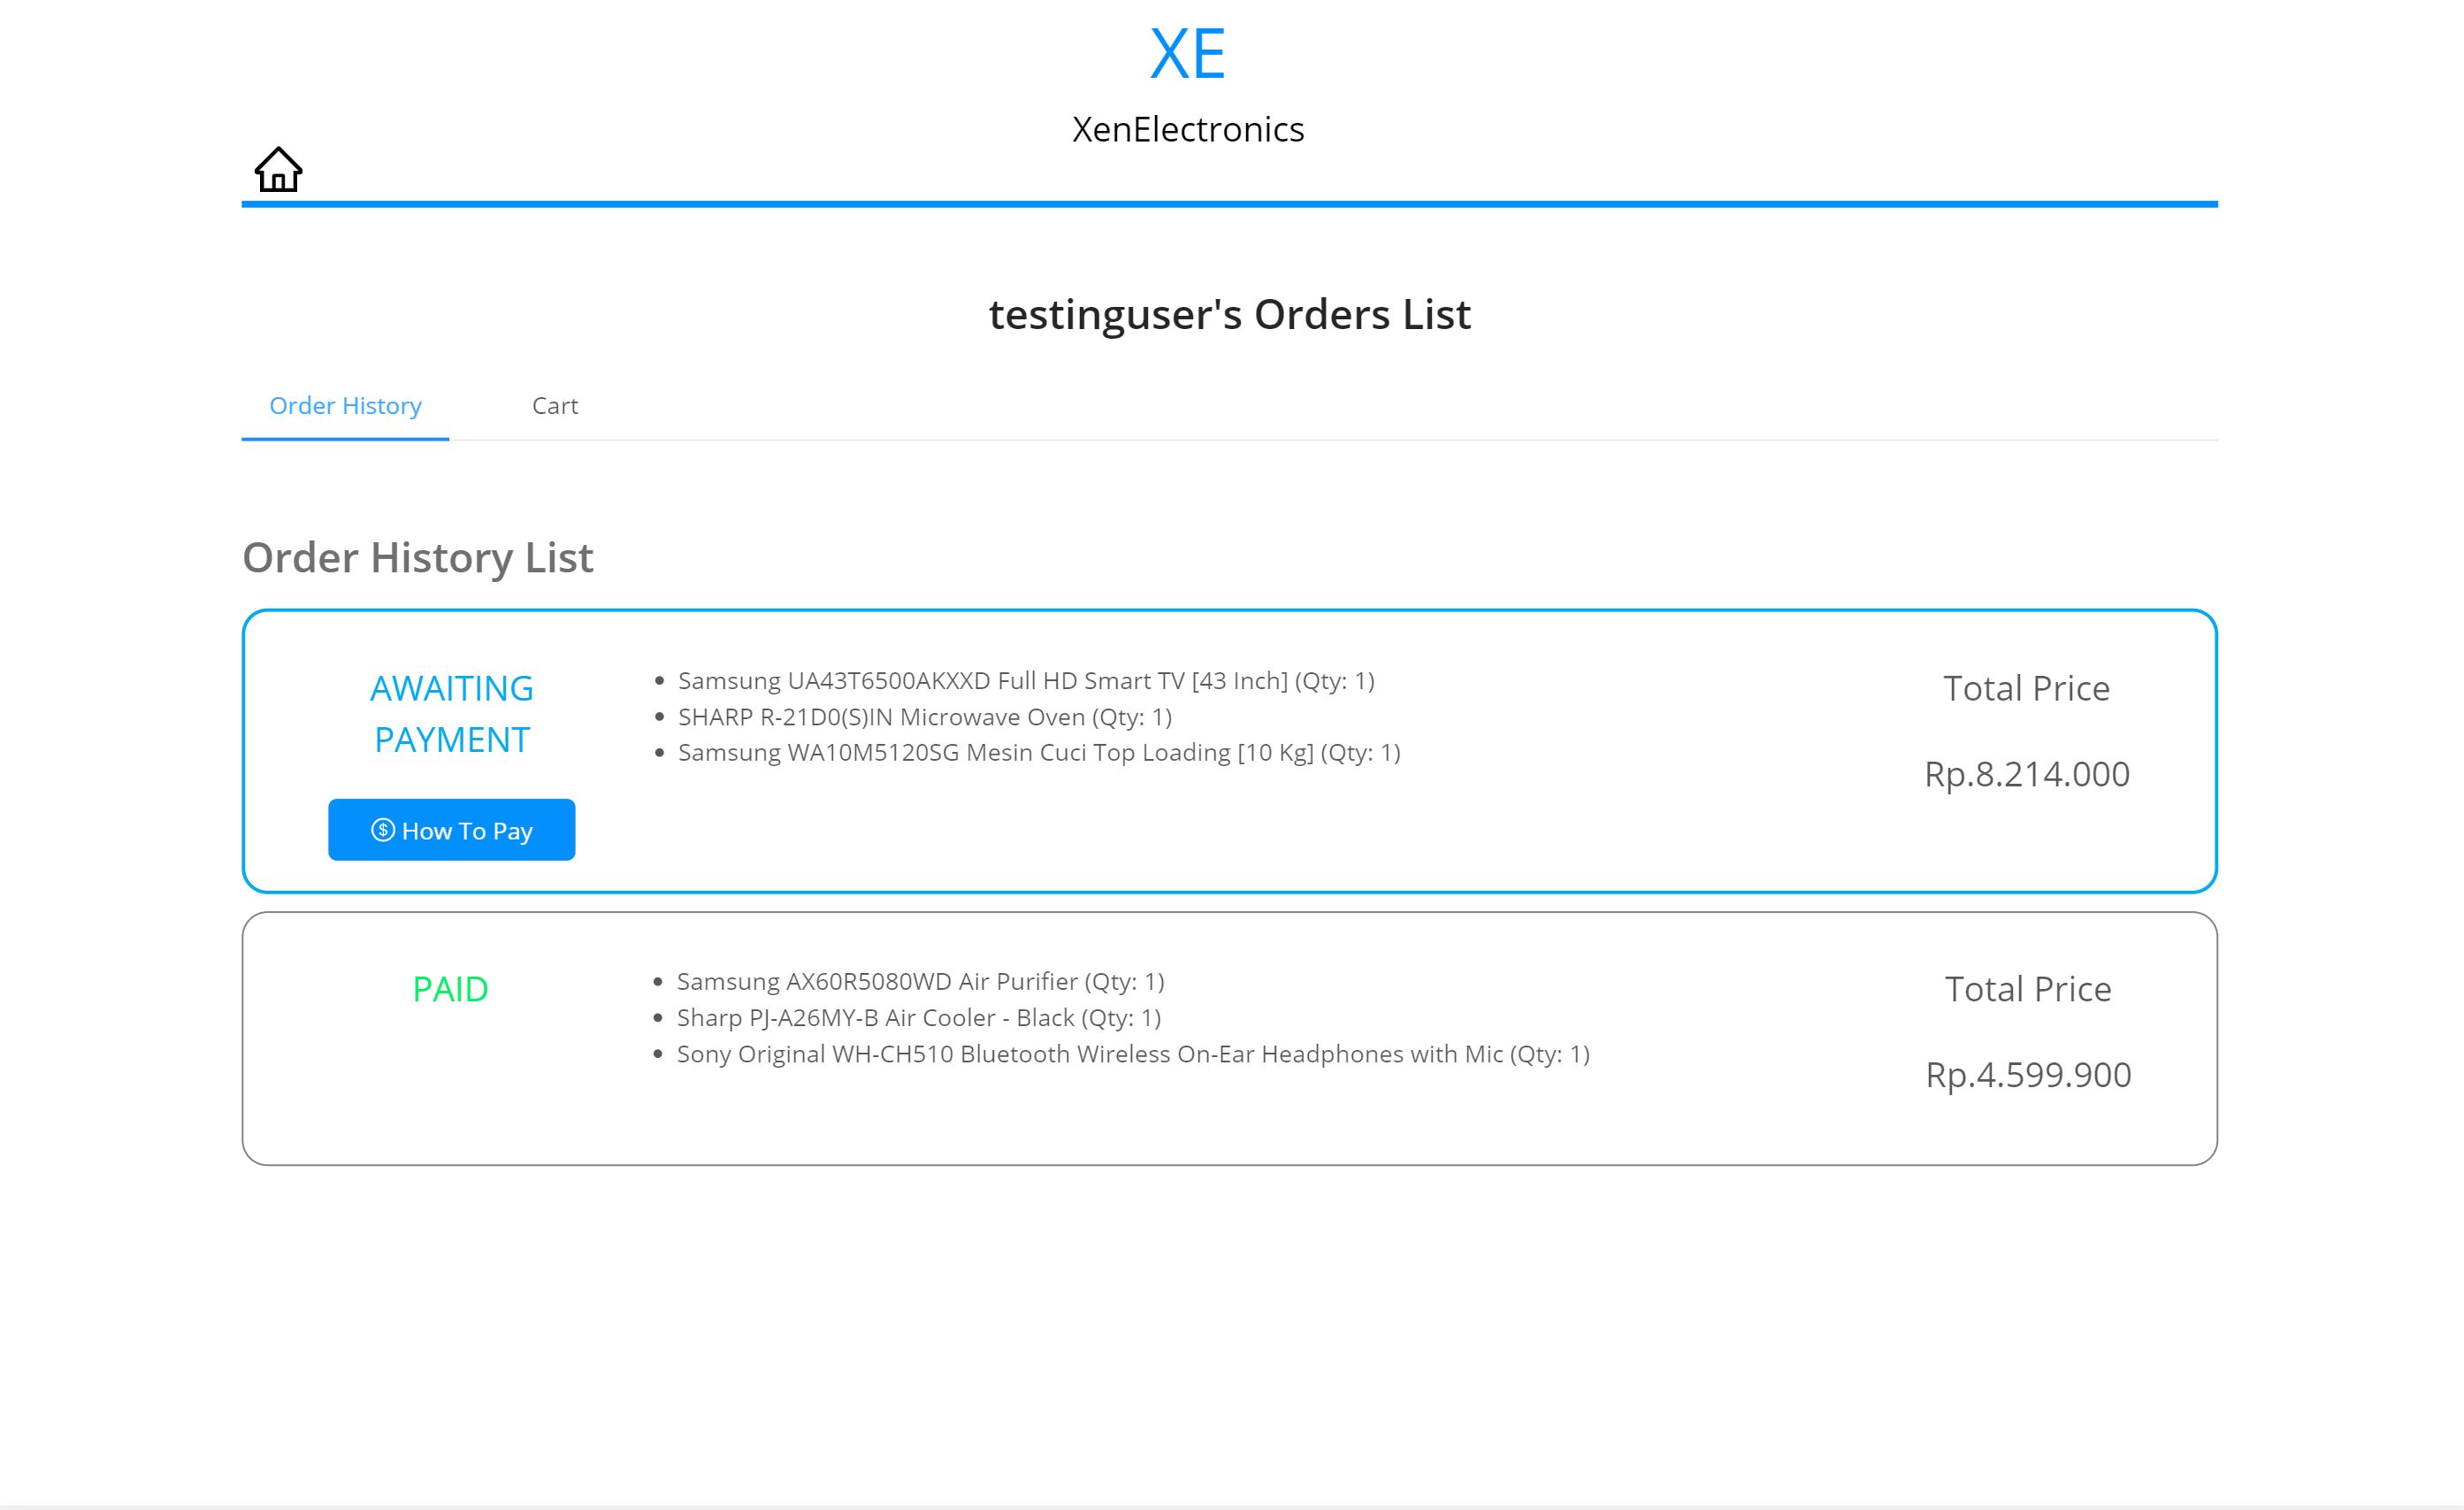 XE
XenElectronics
testinguser's Orders List
Order History
Cart
Order History List
AWAITING
PAYMENT
How To Pay
Samsung UA43T6500AKXXD Full HD Smart TV [43 Inch] (Qty: 1)
SHARP R-21D0(S)IN Microwave Oven (Qty: 1)
Samsung WA10M5120SG Mesin Cuci Top Loading [10 Kg] (Qty: 1)
Total Price
Rp.8.214.000
PAID
Samsung AX60R5080WD Air Purifier (Qty: 1)
Sharp PJ-A26MY-B Air Cooler - Black (Qty: 1)
Sony Original WH-CH510 Bluetooth Wireless On-Ear Headphones with Mic (Qty: 1)
Total Price
Rp.4.599.900